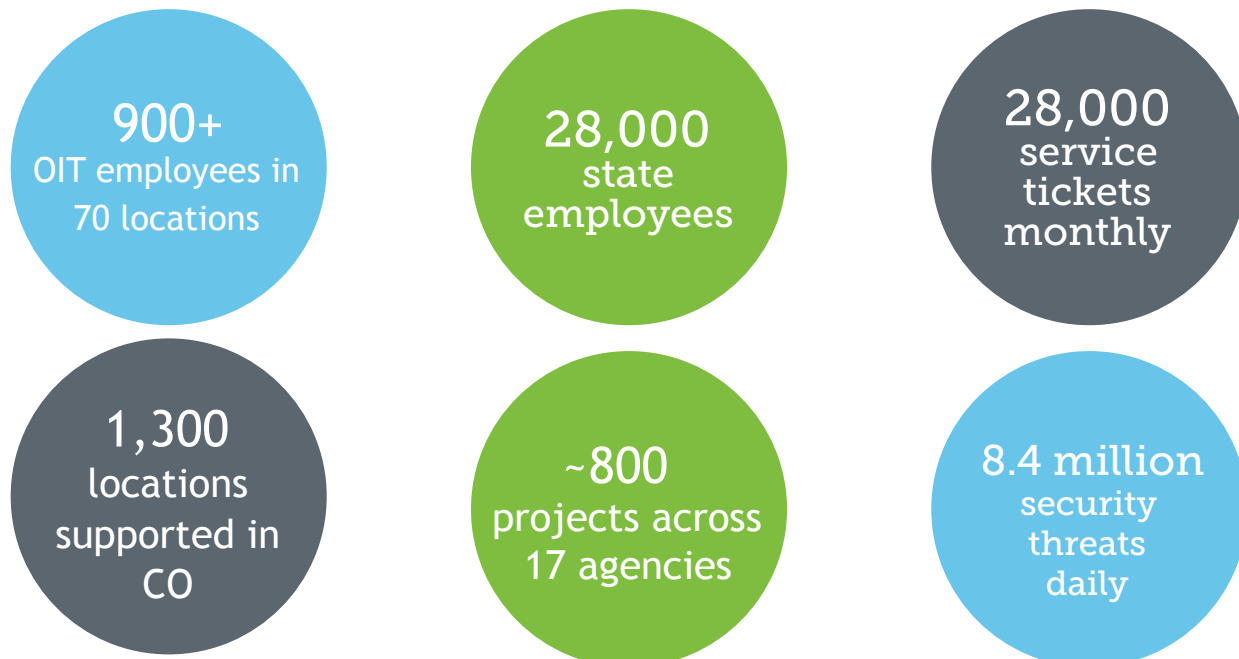 900+
OIT employees in
70 locations
28,000
state
employees
28,000
service
tickets
monthly
1,300
locations
supported in
CO
~800
projects across
17 agencies
8.4 million
security
threats
daily